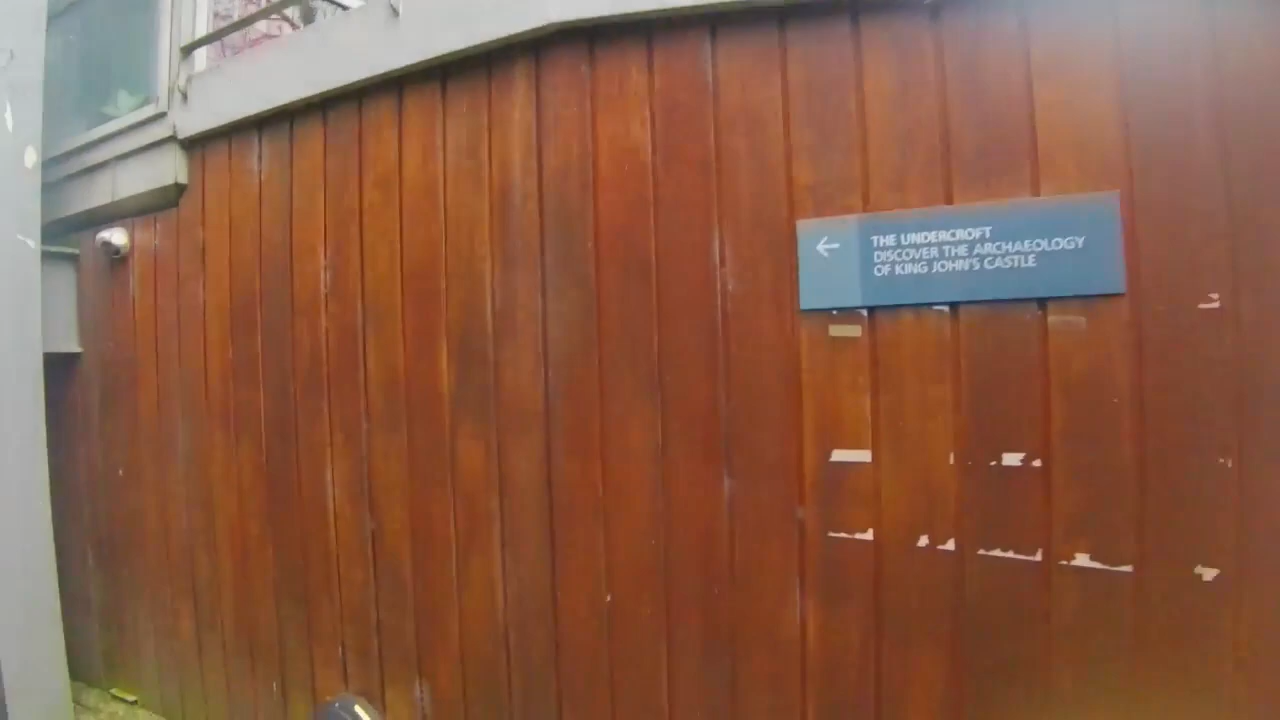 THE UNDERCROFT
DISCOVER THE ARCHAEOLOGY
OF KING JOHN'S CASTLE